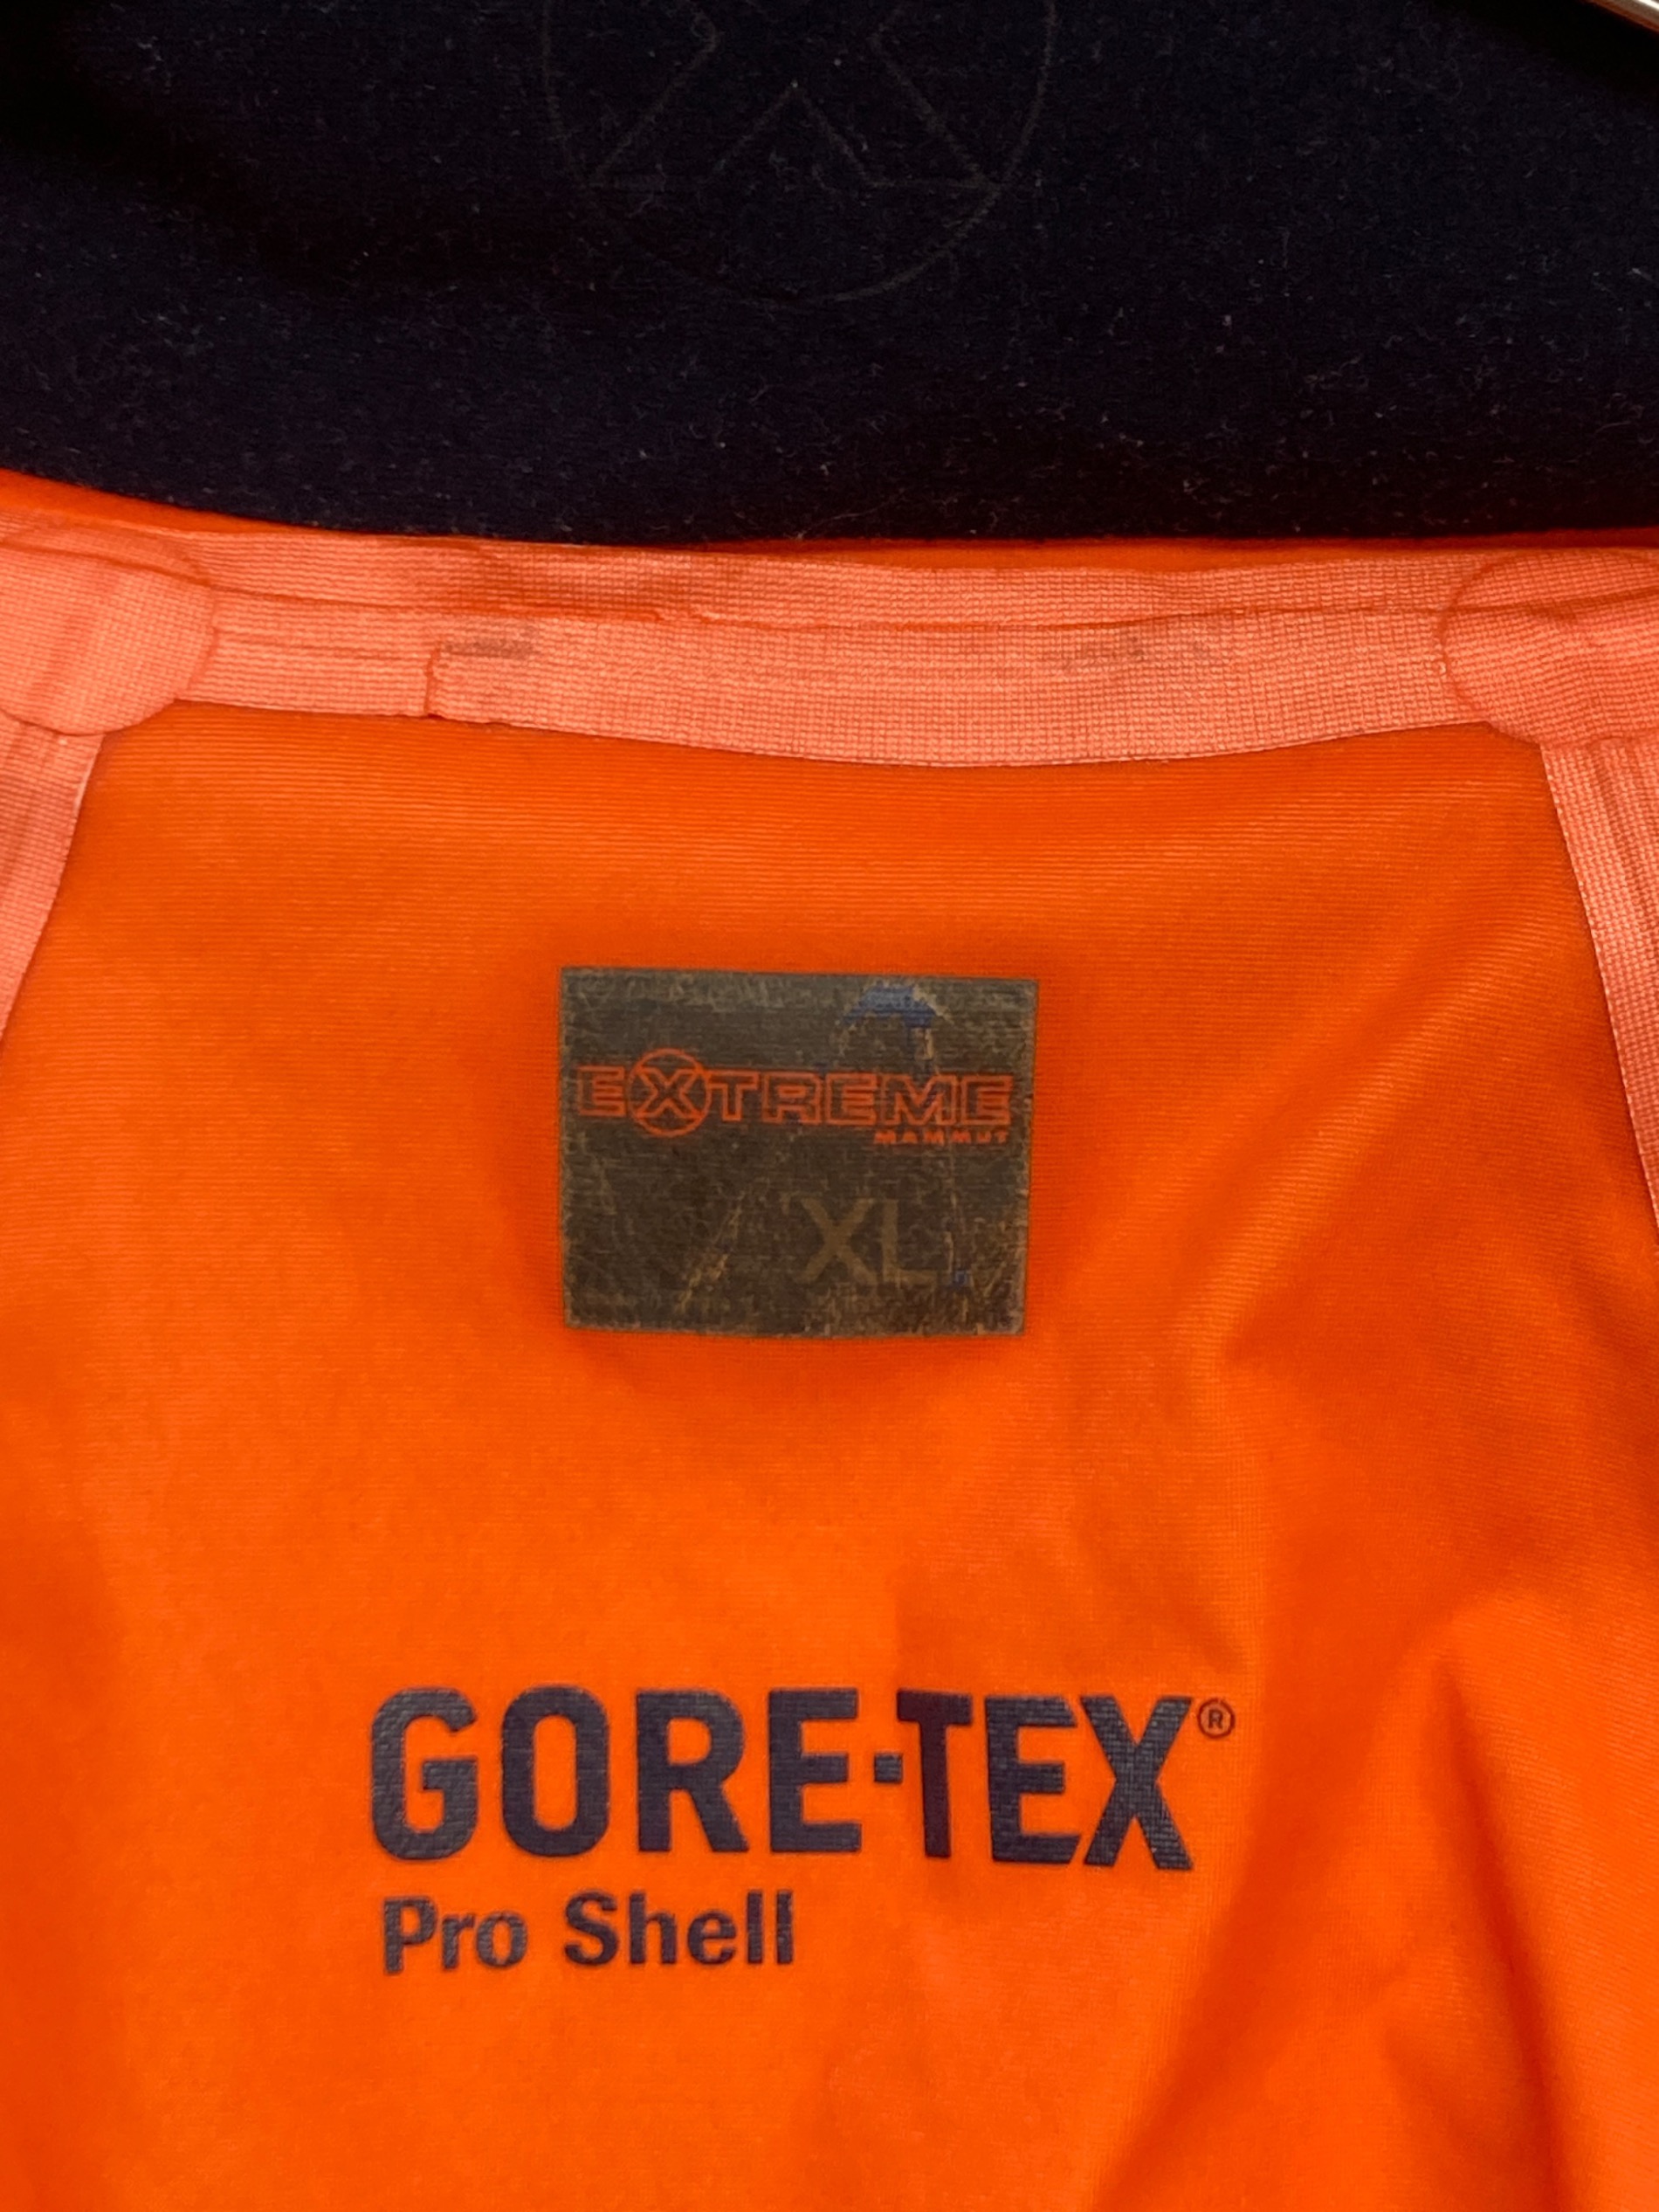 EXTREME
MAMMUT
XL
GORE-TEX®
Pro Shell